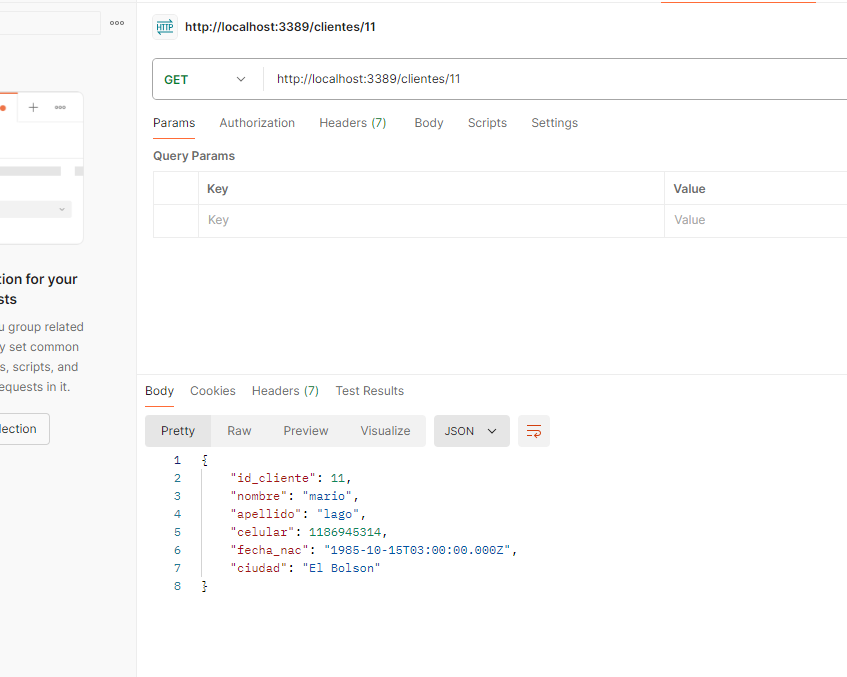 HTTP http://localhost:3389/clientes/11
GET http://localhost:3389/clientes/11
Params Authorization Headers (7) Body Scripts Settings
Query Params
Key Value
Key Value
tion for your
sts
u group related
y set common
s, scripts, and
equests in it.
lection
Body Cookies Headers (7) Test Results
Pretty Raw Preview Visualize JSON
1 {
2 "id_cliente": 11,
3 "nombre": "mario",
4 "apellido": "lago",
5 "celular": 1186945314,
6 "fecha_nac": "1985-10-15T03:00:00.000Z",
7 "ciudad": "El Bolson"
8 }